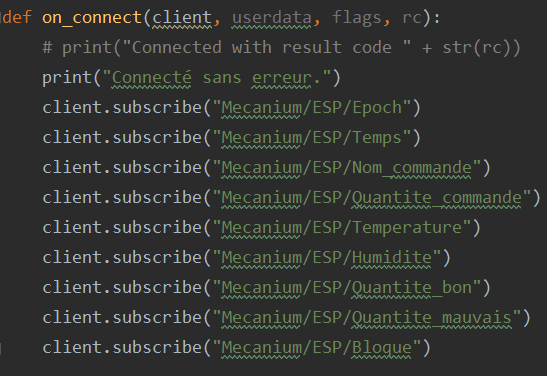 def on_connect(client, userdata, flags, rc):
# print("Connected with result code " + str(rc))
print("Connecté sans erreur.")
client.subscribe("Mecanium/ESP/Epoch")
client.subscribe("Mecanium/ESP/Temps")
client.subscribe("Mecanium/ESP/Nom_commande")
client.subscribe("Mecanium/ESP/Quantite_commande")
client.subscribe("Mecanium/ESP/Temperature")
client.subscribe("Mecanium/ESP/Humidite")
client.subscribe("Mecanium/ESP/Quantite_bon")
client.subscribe("Mecanium/ESP/Quantite_mauvais")
client.subscribe("Mecanium/ESP/Bloque")